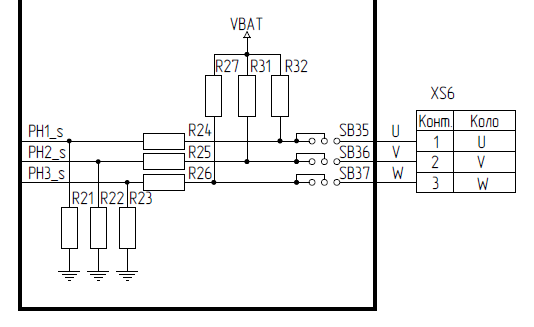 VBAT
R27 R31 R32
XS6
PH1_s R24 SB35 U
PH2_s R25 SB36 V
PH3_s R26 SB37 W
Конт. Коло
1 U
2 V
3 W
R21 R22 R23